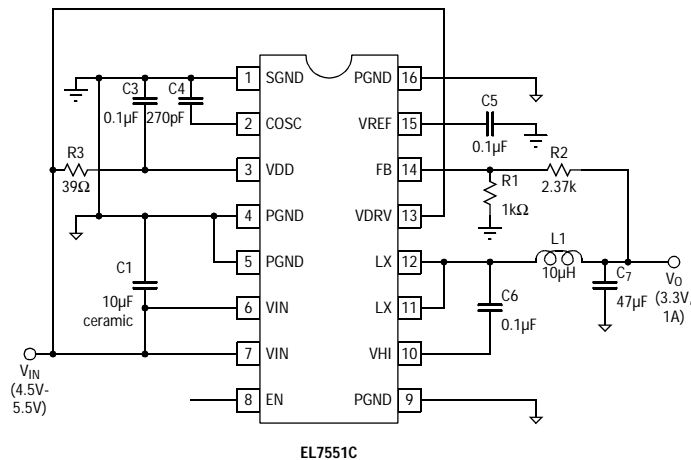 1 SGND
2 COSC
3 VDD
4 PGND
5 PGND
6 VIN
7 VIN
8 EN
PGND 16
VREF 15
FB 14
VDRV 13
LX 12
LX 11
VHI 10
PGND 9
C3
0.1µF
C4
270pF
R3
39Ω
C1
10µF
ceramic
VIN
(4.5V-
5.5V)
C5
0.1µF
R2
2.37k
R1
1kΩ
L1
10µH
C6
0.1µF
C7
47µF
VO
(3.3V,
1A)
EL7551C